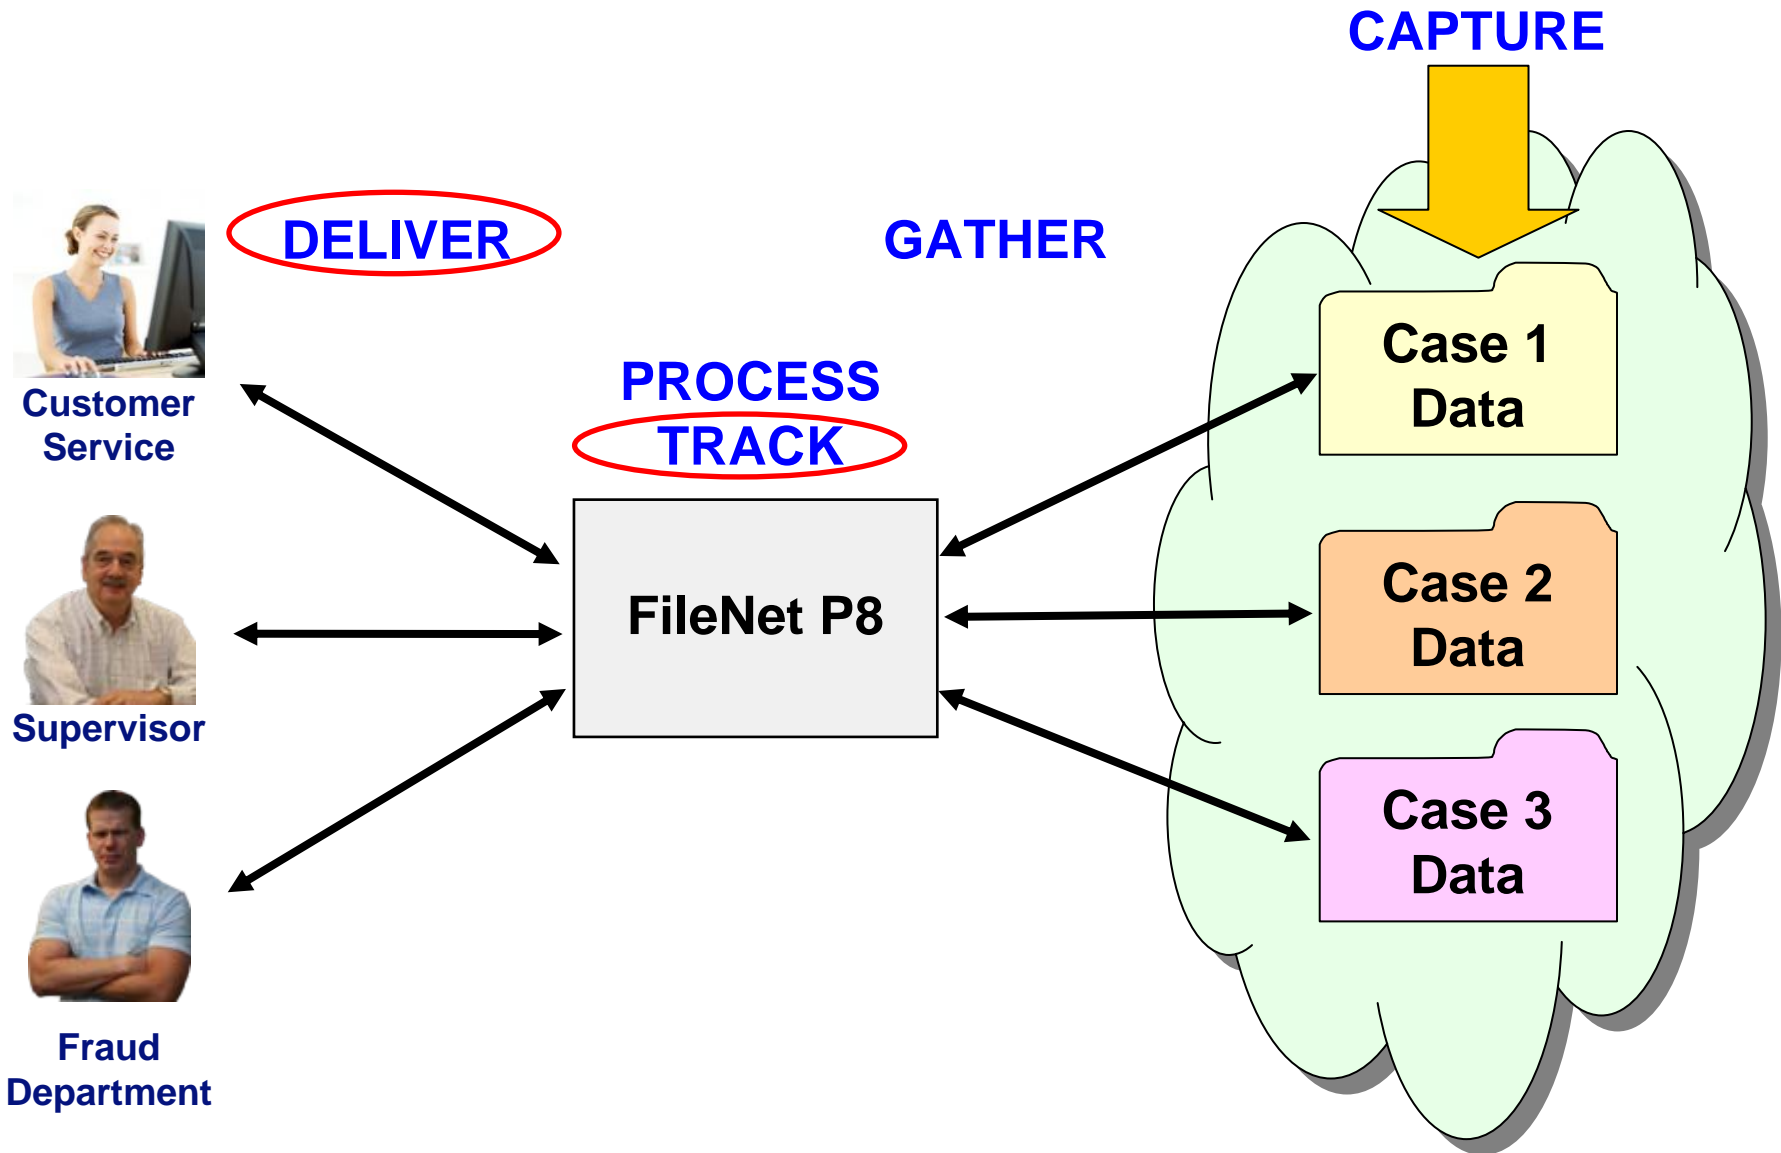 CAPTURE
DELIVER
GATHER
PROCESS
TRACK
Customer
Service
Supervisor
Fraud
Department
FileNet P8
Case 1
Data
Case 2
Data
Case 3
Data